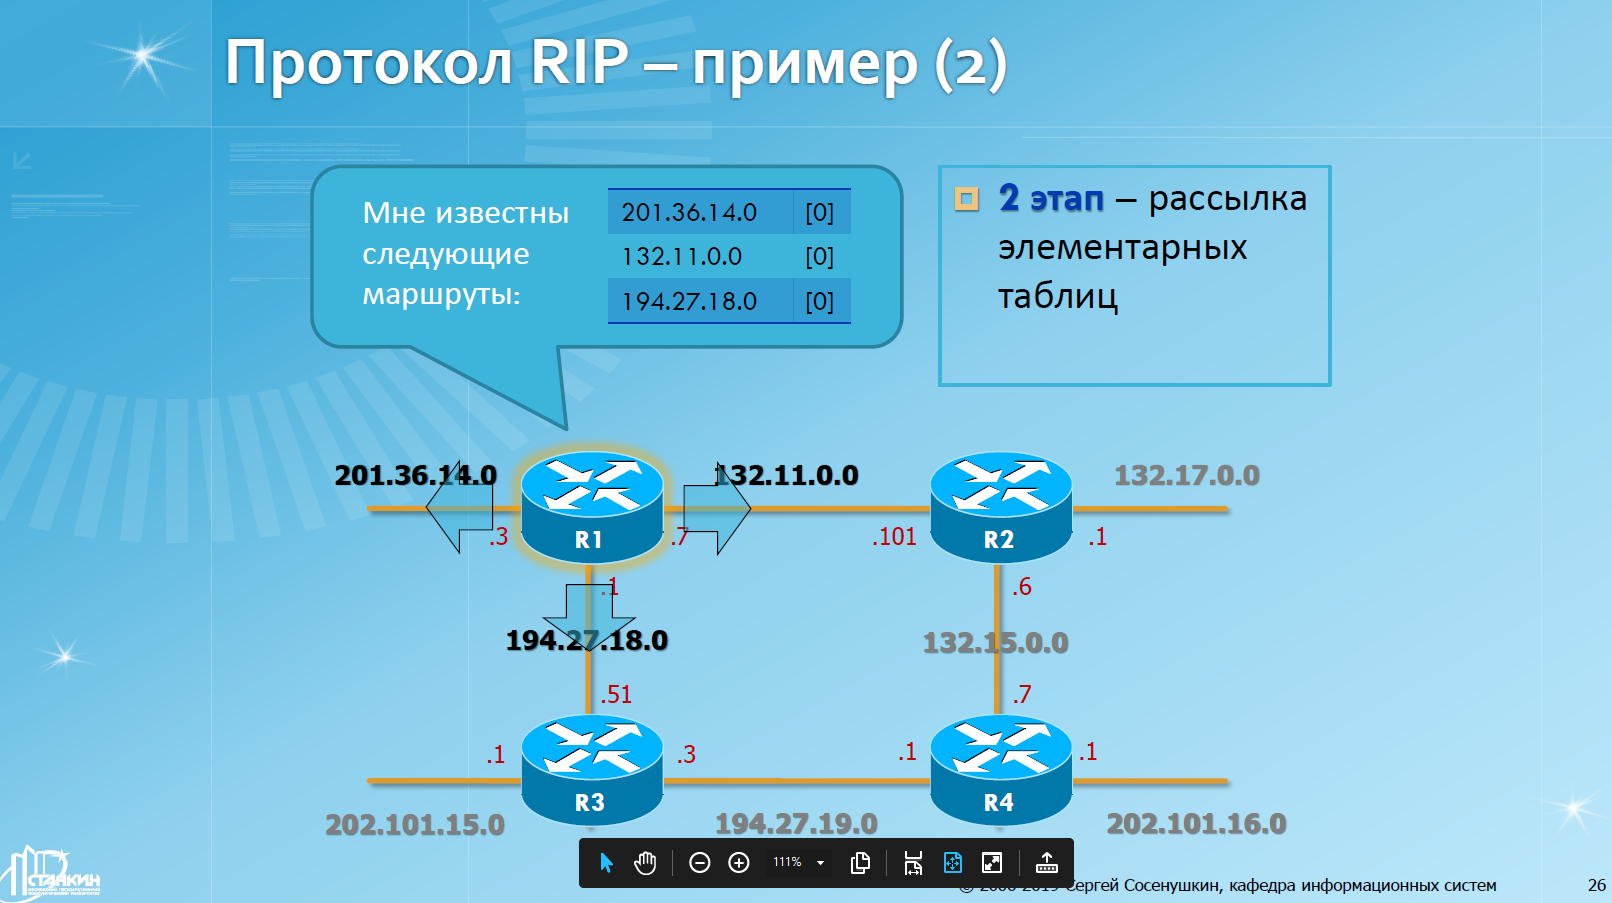 Протокол RIP – пример (2)
Мне известны
следующие
маршруты:
201.36.14.0 [0]
132.11.0.0 [0]
194.27.18.0 [0]
2 этап – рассылка
элементарных
таблиц
201.36.14.0
132.11.0.0
132.17.0.0
.3
R1
.7
.101
R2
.1
.1
.6
194.27.18.0
132.15.0.0
.51
.7
.1
R3
.3
.1
R4
.1
202.101.15.0
194.27.19.0
202.101.16.0
111%
СТАНКИН
Сергей Сосенушкин, кафедра информационных систем
26